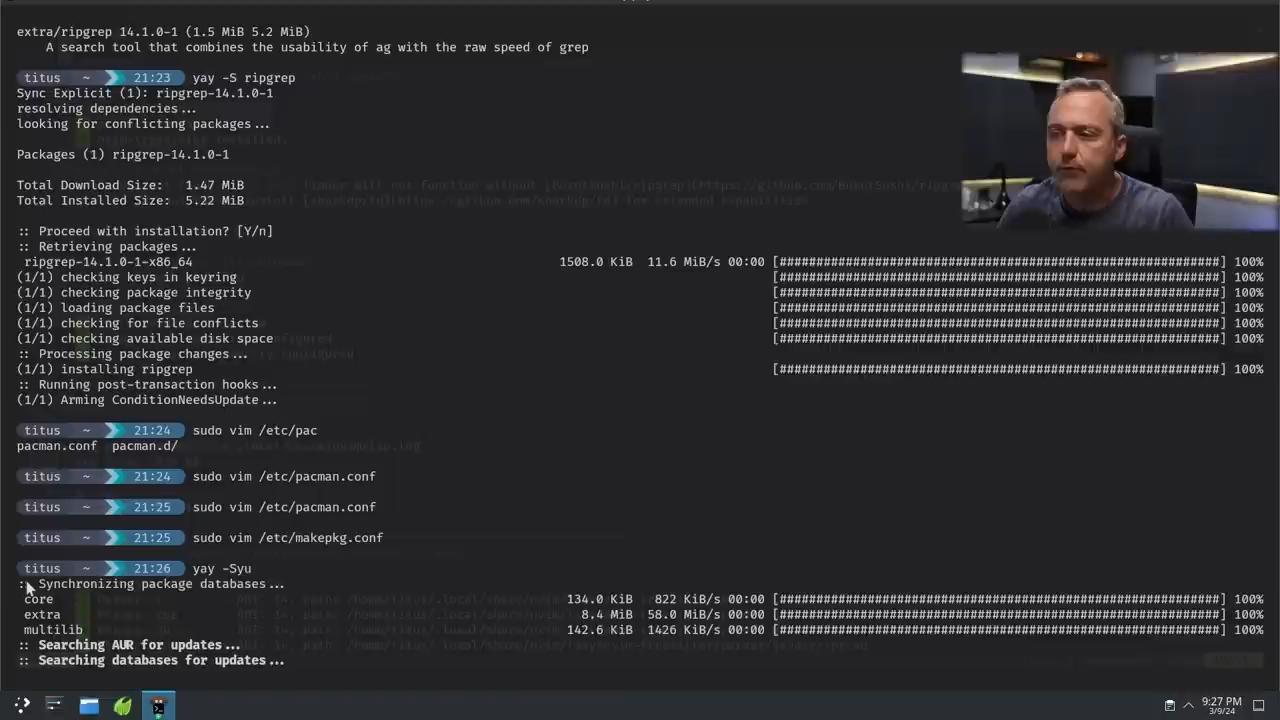 extra/ripgrep 14.1.0-1 (1.5 MiB 5.2 MiB)
A search tool that combines the usability of ag with the raw speed of grep
titus ~ 21:23 yay -S ripgrep
Sync Explicit (1): ripgrep-14.1.0-1
resolving dependencies...
looking for conflicting packages...
Packages (1) ripgrep-14.1.0-1
Total Download Size: 1.47 MiB
Total Installed Size: 5.22 MiB
:: Proceed with installation? [Y/n]
:: Retrieving packages...
ripgrep-14.1.0-1-x86_64 1508.0 KiB 11.6 MiB/s 00:00 [############################################################] 100%
(1/1) checking keys in keyring [############################################################] 100%
(1/1) checking package integrity [############################################################] 100%
(1/1) loading package files [############################################################] 100%
(1/1) checking for file conflicts [############################################################] 100%
(1/1) checking available disk space [############################################################] 100%
:: Processing package changes...
(1/1) installing ripgrep [############################################################] 100%
:: Running post-transaction hooks...
(1/1) Arming ConditionNeedsUpdate...
titus ~ 21:24 sudo vim /etc/pac
pacman.conf pacman.d/
titus ~ 21:24 sudo vim /etc/pacman.conf
titus ~ 21:25 sudo vim /etc/pacman.conf
titus ~ 21:25 sudo vim /etc/makepkg.conf
titus ~ 21:26 yay -Syu
:: Synchronizing package databases...
core 134.0 KiB 822 KiB/s 00:00 [############################################################] 100%
extra 8.4 MiB 58.0 MiB/s 00:00 [############################################################] 100%
multilib 142.6 KiB 1426 KiB/s 00:00 [############################################################] 100%
:: Searching AUR for updates...
:: Searching databases for updates...
9:27 PM
3/9/24